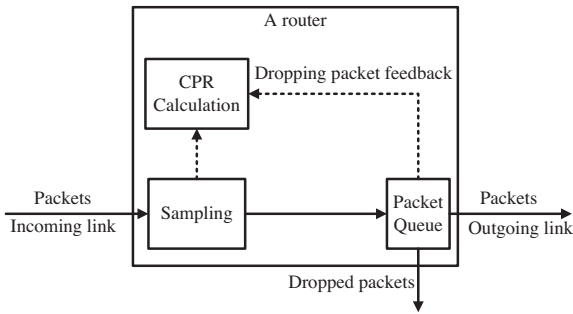 A router
CPR
Calculation
Dropping packet feedback
Packets
Incoming link
Sampling
Packet
Queue
Packets
Outgoing link
Dropped packets